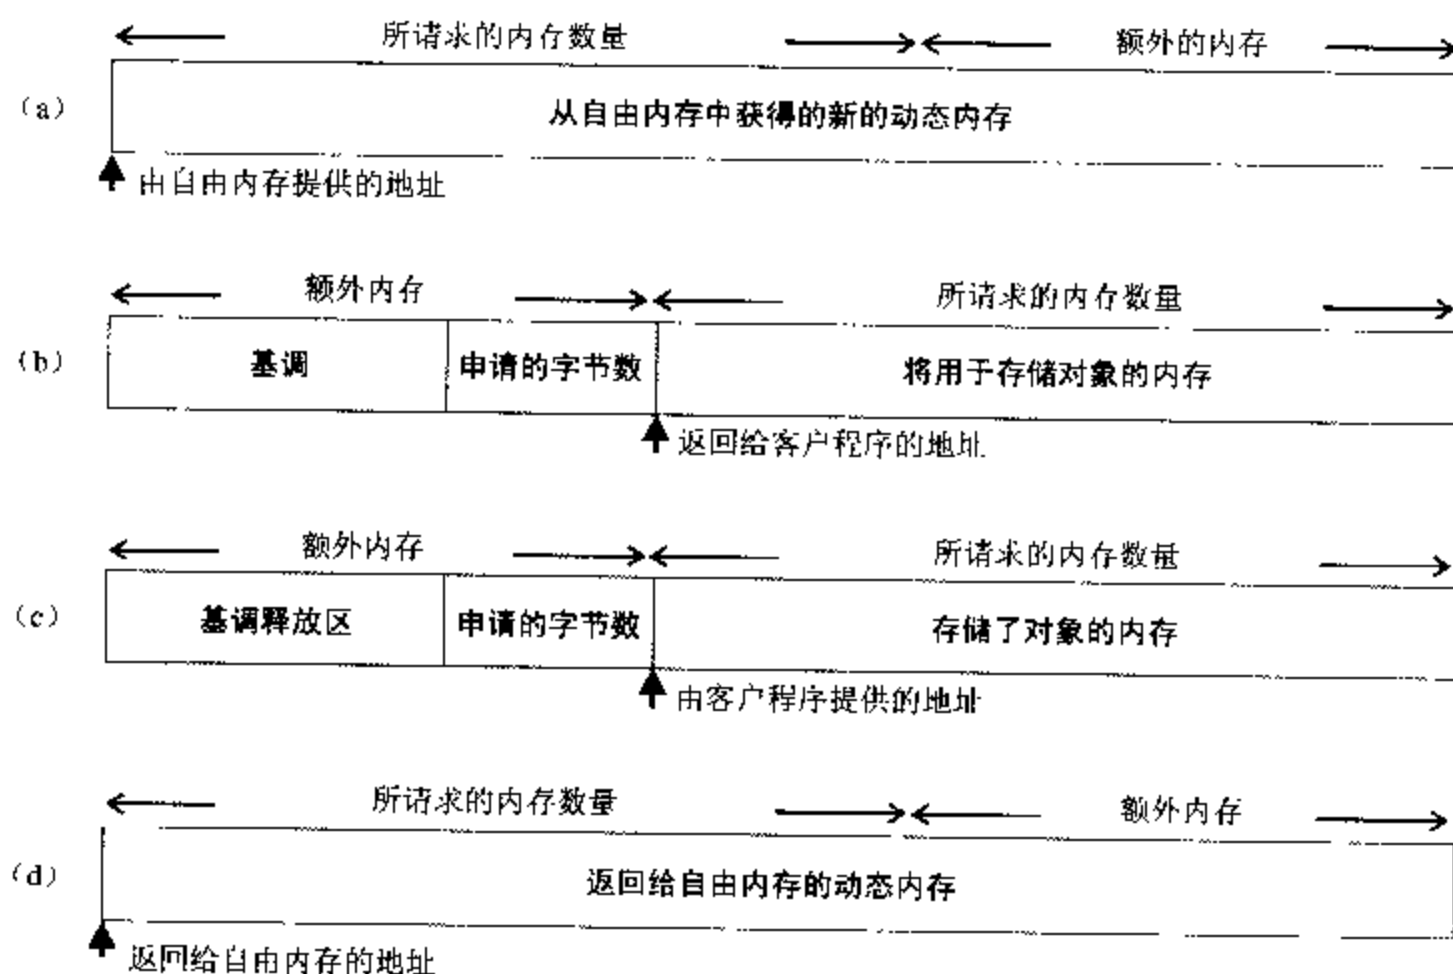 所请求的内存数量 额外的内存
(a) 从自由内存中获得的新的动态内存
由自由内存提供的地址
额外内存 所请求的内存数量
(b) 基调 申请的字节数 将用于存储对象的内存
返回给客户程序的地址
额外内存 所请求的内存数量
(c) 基调释放区 申请的字节数 存储了对象的内存
由客户程序提供的地址
所请求的内存数量 额外内存
(d) 返回给自由内存的动态内存
返回给自由内存的地址